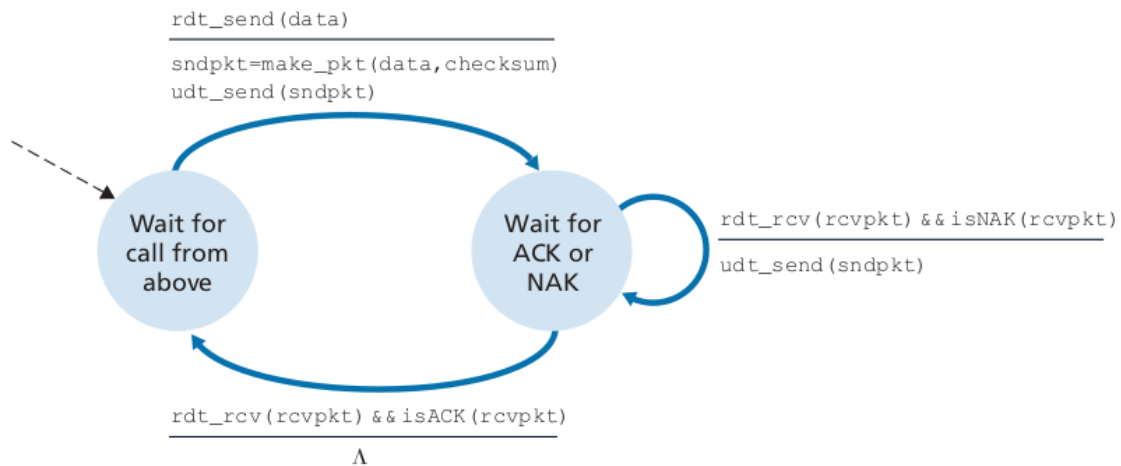 rdt_send(data)
sndpkt=make_pkt(data,checksum)
udt_send(sndpkt)
Wait for
call from
above
Wait for
ACK or
NAK
rdt_rcv(rcvpkt) && isNAK(rcvpkt)
udt_send(sndpkt)
rdt_rcv(rcvpkt) && isACK(rcvpkt)
Λ